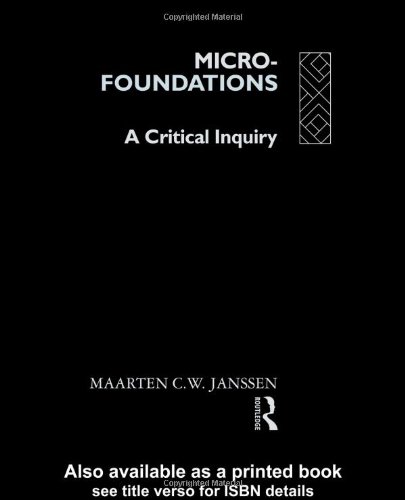 Copyrighted Material
MICRO-
FOUNDATIONS
A Critical Inquiry
MAARTEN C.W. JANSSEN
ROUTLEDGE
Copyrighted Material
Also available as a printed book
see title verso for ISBN details